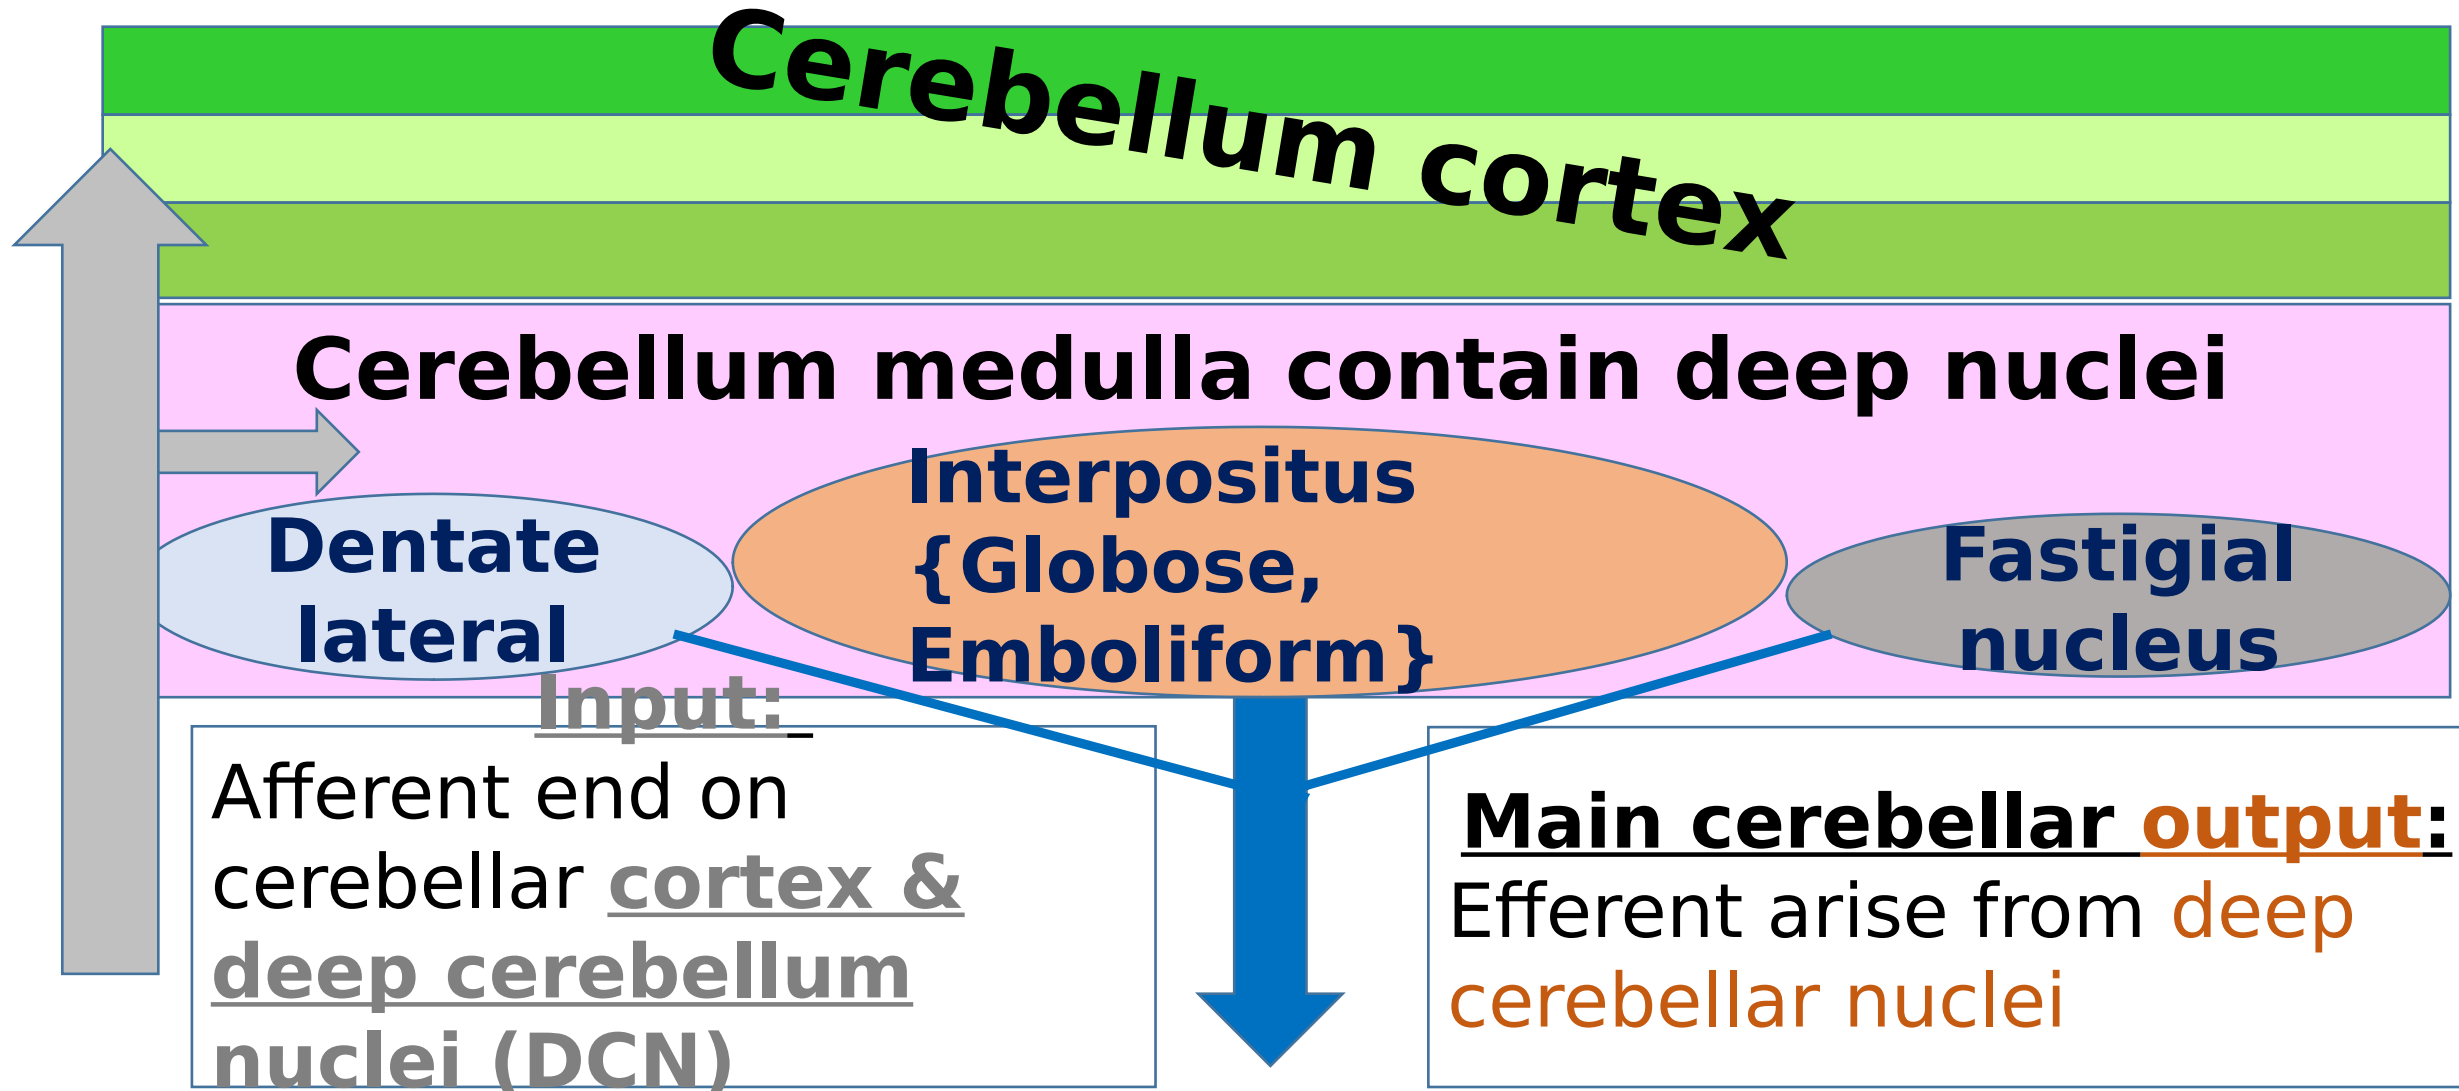 Cerebellum cortex
Cerebellum medulla contain deep nuclei
Dentate
lateral
Interpositus
{Globose,
Emboliform}
Fastigial
nucleus
Input:
Afferent end on
cerebellar cortex &
deep cerebellum
nuclei (DCN)
Main cerebellar output:
Efferent arise from deep
cerebellar nuclei